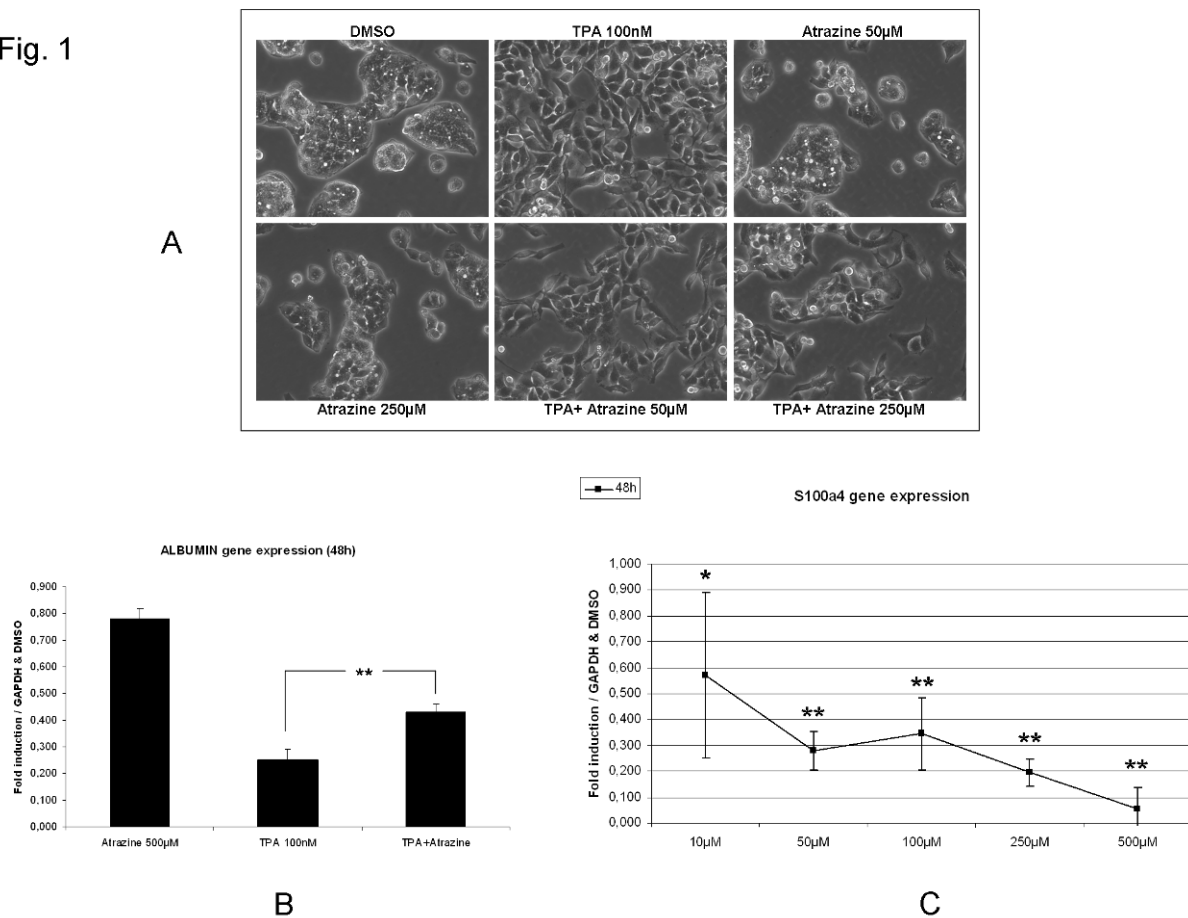 Fig. 1
DMSO
TPA 100nM
Atrazine 50µM
A
Atrazine 250µM
TPA+ Atrazine 50µM
TPA+ Atrazine 250µM
ALBUMIN gene expression (48h)
Fold induction / GAPDH & DMSO
0,900
0,800
0,700
0,600
0,500
0,400
0,300
0,200
0,100
0,000
**
Atrazine 500µM
TPA 100nM
TPA+Atrazine
B
48h
S100a4 gene expression
Fold induction / GAPDH & DMSO
1,000
0,900
0,800
0,700
0,600
0,500
0,400
0,300
0,200
0,100
0,000
*
**
**
**
**
10µM
50µM
100µM
250µM
500µM
C